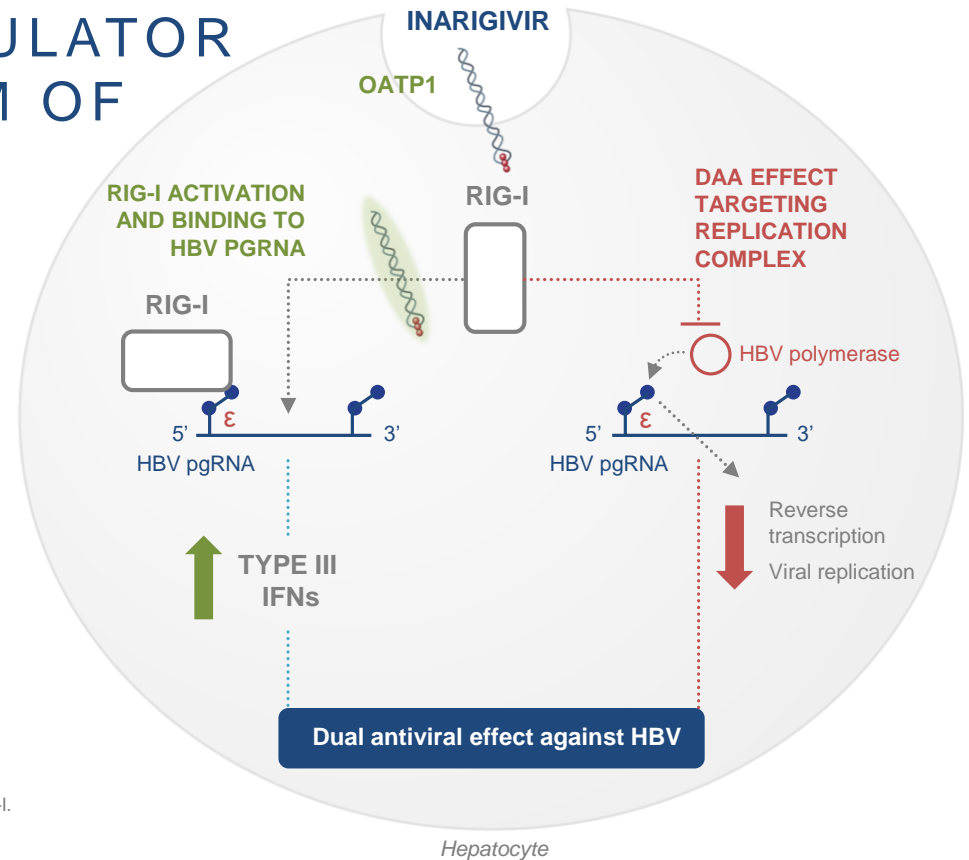 INARIGIVIR
OATP1
RIG-I ACTIVATION
AND BINDING TO
HBV PGRNA
RIG-I
DAA EFFECT
TARGETING
REPLICATION
COMPLEX
RIG-I
HBV polymerase
ε
5’
3’
HBV pgRNA
ε
5’
3’
HBV pgRNA
Reverse
transcription
Viral replication
TYPE III
IFNs
Dual antiviral effect against HBV
Hepatocyte